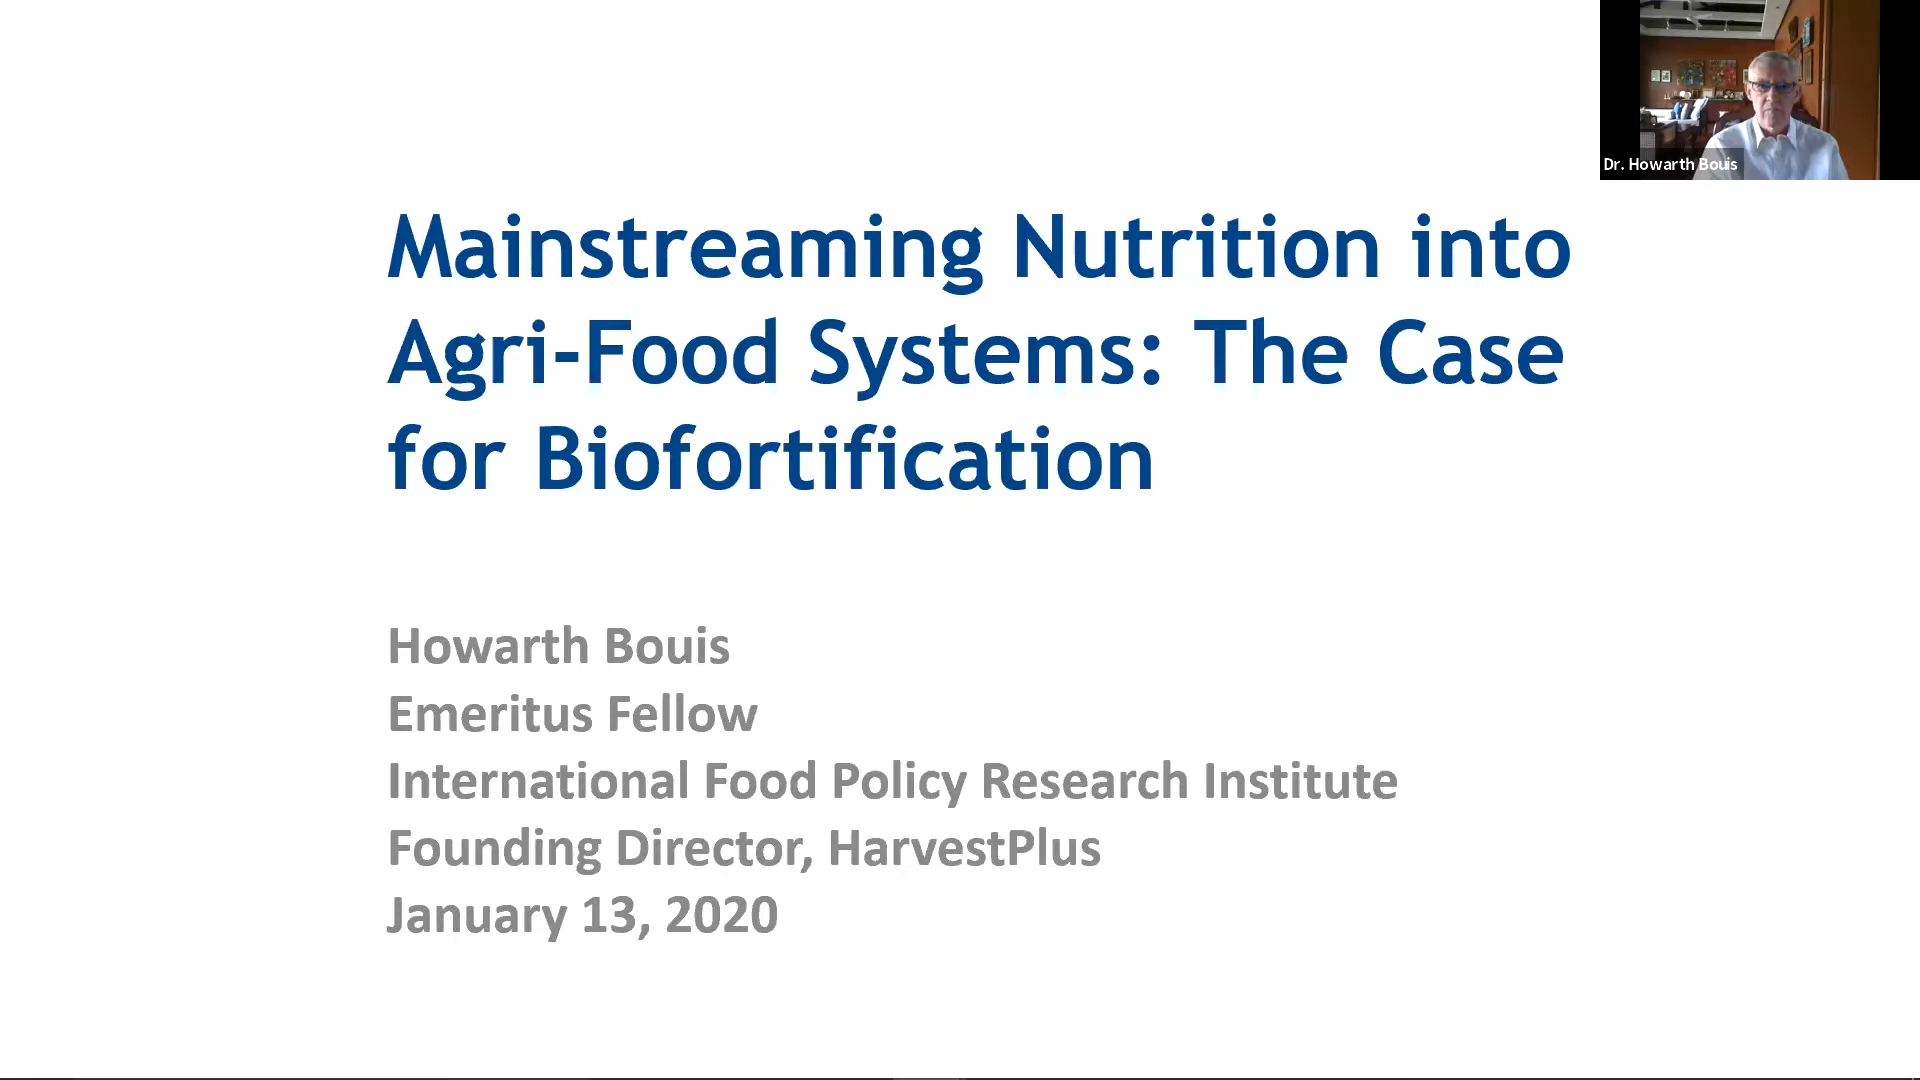 Dr. Howarth Bouis
Mainstreaming Nutrition into
Agri-Food Systems: The Case
for Biofortification
Howarth Bouis
Emeritus Fellow
International Food Policy Research Institute
Founding Director, HarvestPlus
January 13, 2020